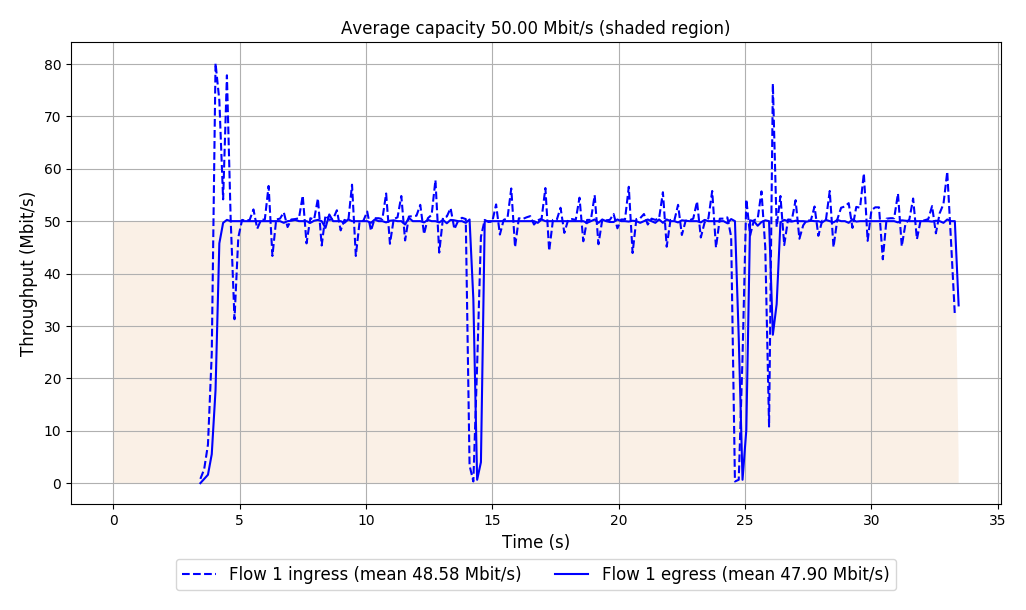 Average capacity 50.00 Mbit/s (shaded region)
Throughput (Mbit/s)
80
70
60
50
40
30
20
10
0
0 5 10 15 20 25 30 35
Time (s)
Flow 1 ingress (mean 48.58 Mbit/s) Flow 1 egress (mean 47.90 Mbit/s)